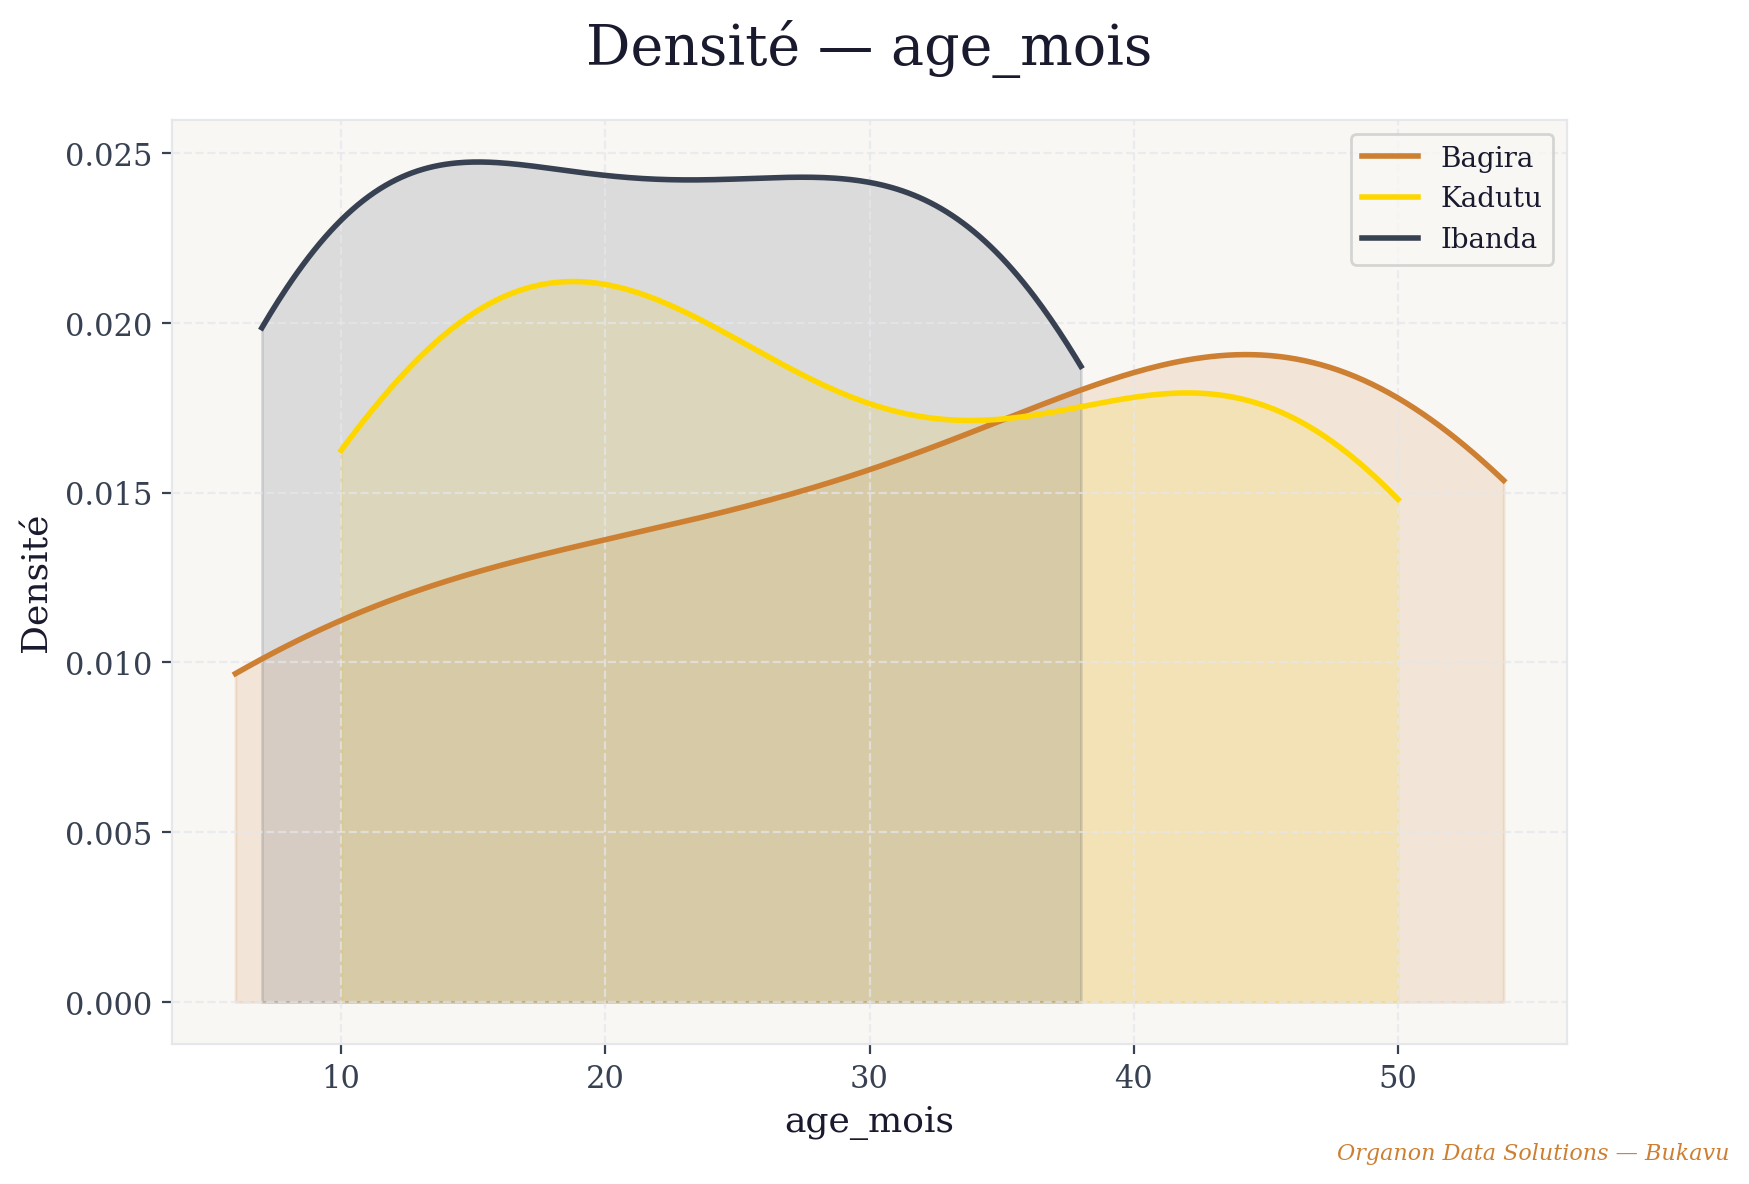 Densité — age_mois
Bagira
Kadutu
Ibanda
Densité
0.025
0.020
0.015
0.010
0.005
0.000
10 20 30 40 50
age_mois
Organon Data Solutions — Bukavu